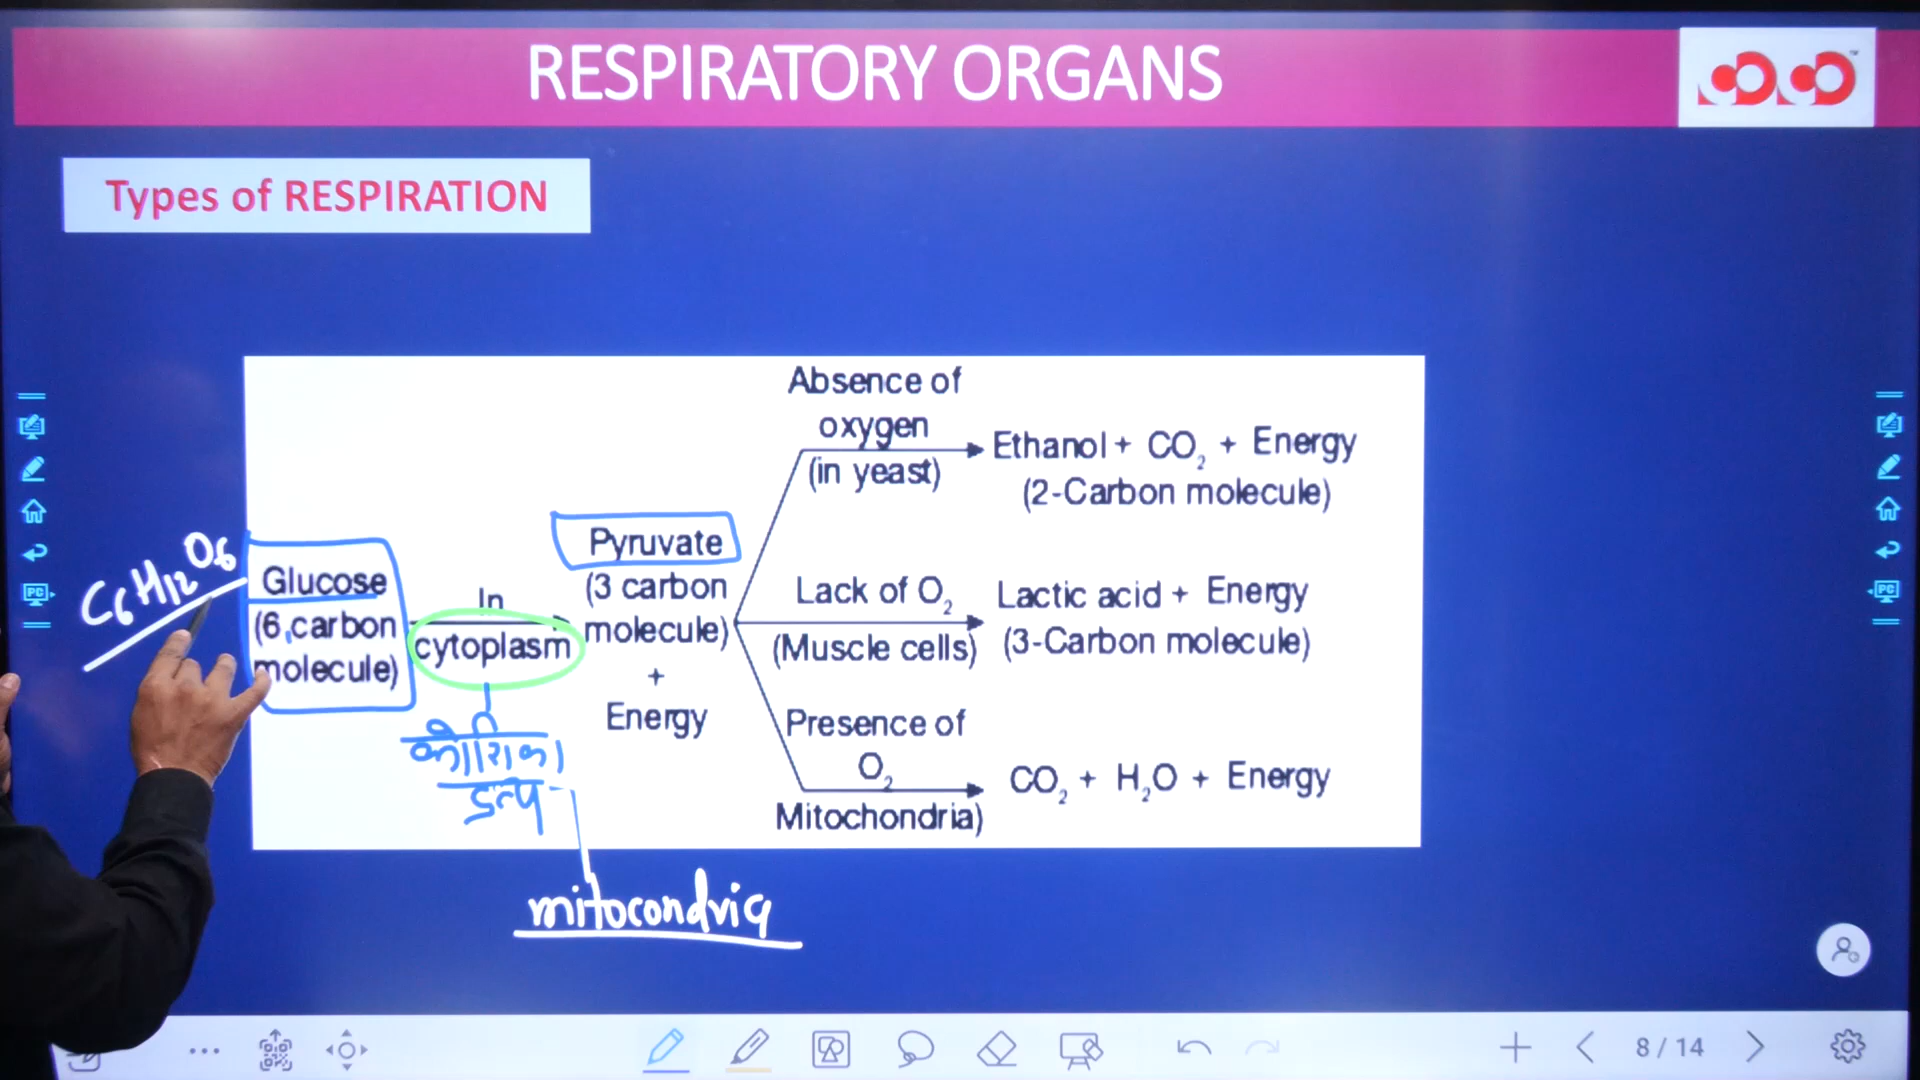 RESPIRATORY ORGANS
Types of RESPIRATION
Absence of
oxygen
(in yeast)
Ethanol + CO₂ + Energy
(2-Carbon molecule)
C6H12O6
Glucose
(6 carbon
molecule)
In
cytoplasm
Pyruvate
(3 carbon
molecule)
+
Energy
Lack of O₂
(Muscle cells)
Lactic acid + Energy
(3-Carbon molecule)
Presence of
O₂
Mitochondria)
CO₂ + H₂O + Energy
कोशिका
द्रव्य
mitocondria
PC
PC
8 / 14